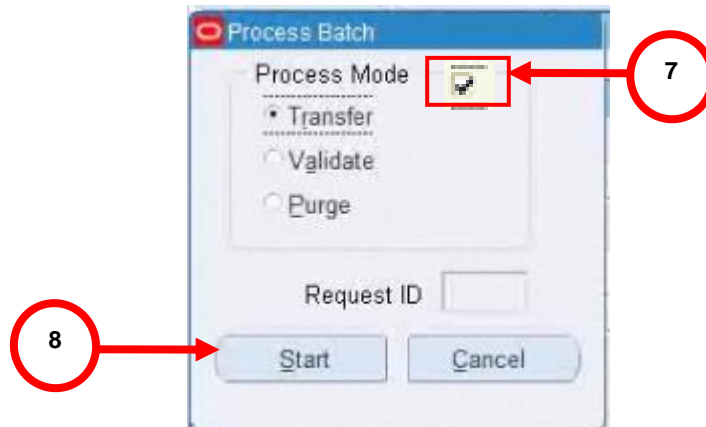 Process Batch
Process Mode
7
Transfer
Validate
Purge
Request ID
8
Start
Cancel